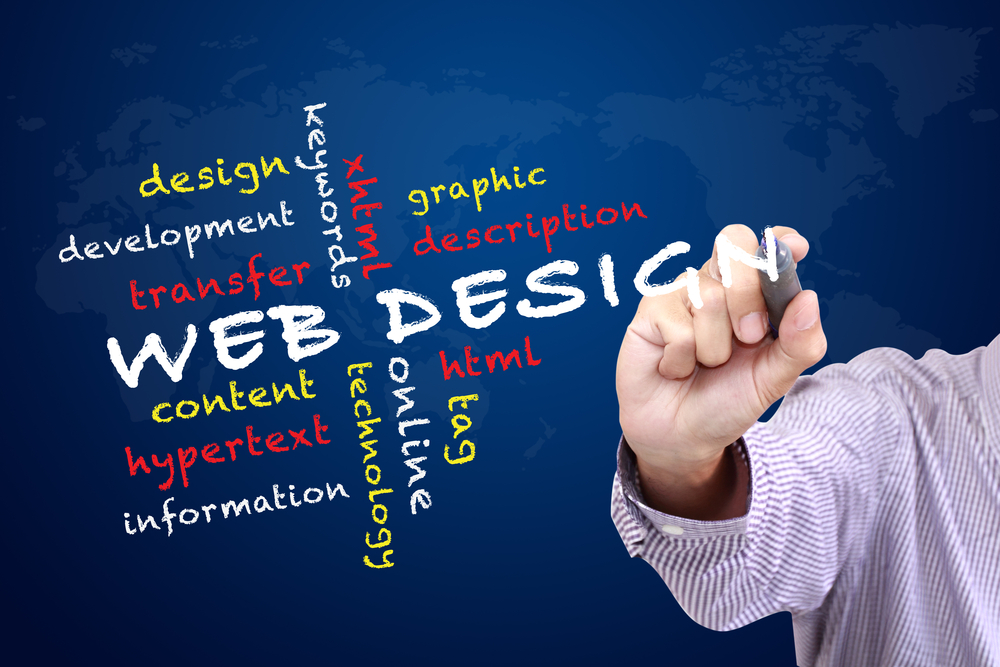 keywords
xhtml
design
graphic
development
description
transfer
WEB DESIGN
content
technology
online
html
tag
hypertext
information